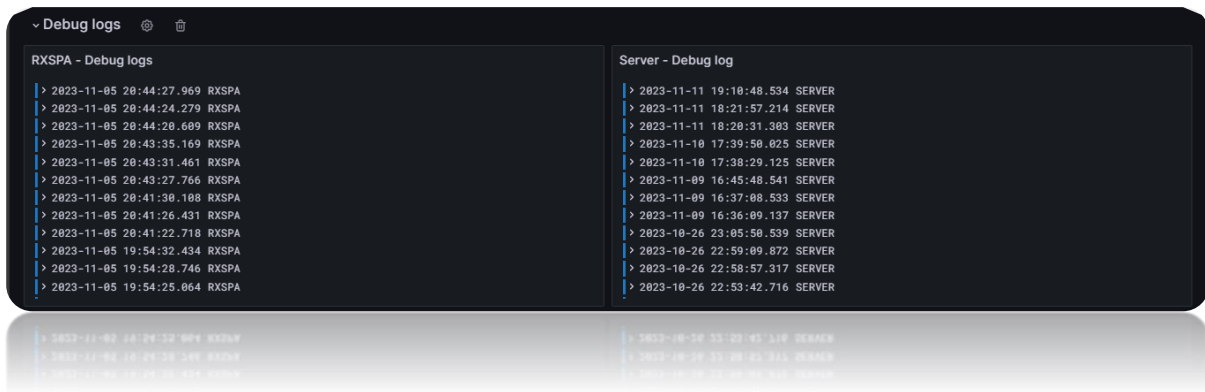 Debug logs
RXSPA - Debug logs
2023-11-05 20:44:27.969 RXSPA
2023-11-05 20:44:24.279 RXSPA
2023-11-05 20:44:20.609 RXSPA
2023-11-05 20:43:35.169 RXSPA
2023-11-05 20:43:31.461 RXSPA
2023-11-05 20:43:27.766 RXSPA
2023-11-05 20:41:30.108 RXSPA
2023-11-05 20:41:26.431 RXSPA
2023-11-05 20:41:22.718 RXSPA
2023-11-05 19:54:32.434 RXSPA
2023-11-05 19:54:28.746 RXSPA
2023-11-05 19:54:25.064 RXSPA
Server - Debug log
2023-11-11 19:10:48.534 SERVER
2023-11-11 18:21:57.214 SERVER
2023-11-11 18:20:31.303 SERVER
2023-11-10 17:39:50.025 SERVER
2023-11-10 17:38:29.125 SERVER
2023-11-09 16:45:48.541 SERVER
2023-11-09 16:37:08.533 SERVER
2023-11-09 16:36:09.137 SERVER
2023-10-26 23:05:50.539 SERVER
2023-10-26 22:59:09.872 SERVER
2023-10-26 22:58:57.317 SERVER
2023-10-26 22:53:42.716 SERVER